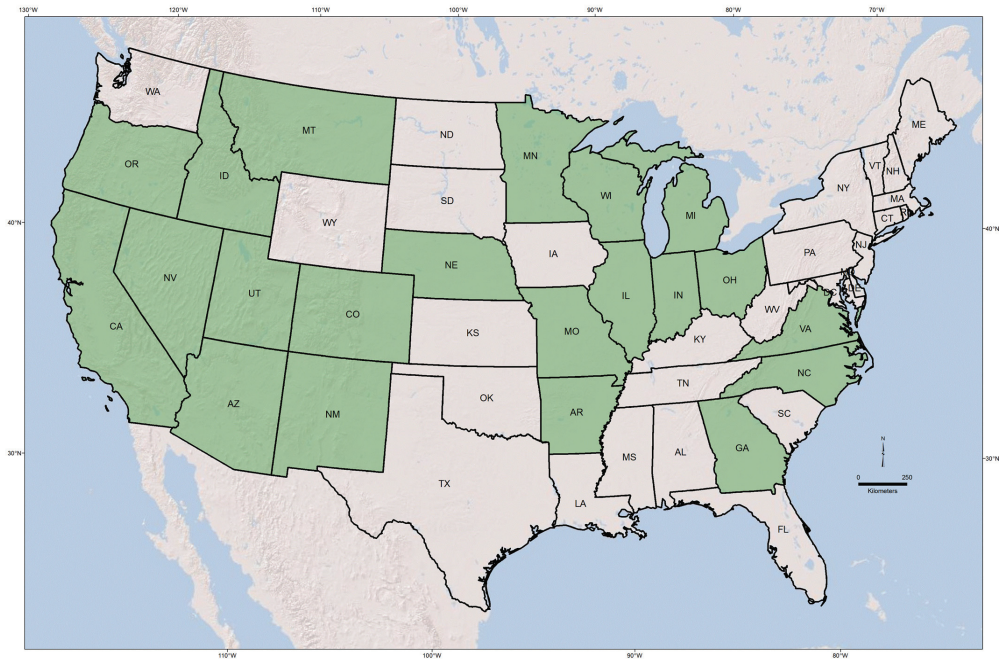 130°W 120°W 110°W 100°W 90°W 80°W 70°W
WA
ME
MT
ND
VT
NH
OR
MN
ID
NY
WI
SD
MA
MI
CT
40°N
WY
40°N
NJ
PA
IA
NE
NV
OH
DE
DC
UT
IL
IN
WV
CO
CA
VA
MO
KS
KY
NC
TN
OK
AZ
NM
AR
SC
GA
MS
AL
N
30°N
30°N
0 250
Kilometers
TX
LA
FL
110°W 100°W 90°W 80°W